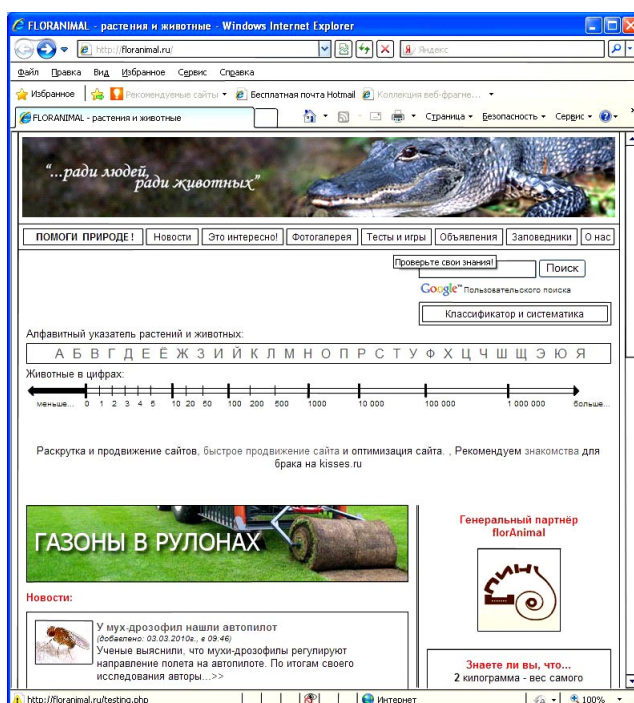 FLORANIMAL - растения и животные - Windows Internet Explorer
http://floranimal.ru/
Яндекс
Файл Правка Вид Избранное Сервис Справка
Избранное Рекомендуемые сайты Бесплатная почта Hotmail Коллекция веб-фрагме...
FLORANIMAL - растения и животные
Страница Безопасность Сервис
"...ради людей,
ради животных"
ПОМОГИ ПРИРОДЕ! Новости Это интересно! Фотогалерея Тесты и игры Объявления Заповедники О нас
Проверьте свои знания!
Поиск
Google™ Пользовательского поиска
Классификатор и систематика
Алфавитный указатель растений и животных:
А Б В Г Д Е Ё Ж З И Й К Л М Н О П Р С Т У Ф Х Ц Ч Ш Щ Э Ю Я
Животные в цифрах:
меньше... 0 1 2 3 4 5 10 20 50 100 200 500 1000 10 000 100 000 1 000 000 больше...
Раскрутка и продвижение сайтов, быстрое продвижение сайта и оптимизация сайта. , Рекомендуем знакомства для
брака на kisses.ru
ГАЗОНЫ В РУЛОНАХ
Генеральный партнёр
florAnimal
ПИН
Новости:
У мух-дрозофил нашли автопилот
(добавлено: 03.03.2010г., в 09:46)
Ученые выяснили, что мухи-дрозофилы регулируют
направление полета на автопилоте. По итогам своего
исследования авторы...>>
Знаете ли вы, что...
2 килограмма - вес самого
http://floranimal.ru/testing.php
Интернет
100%